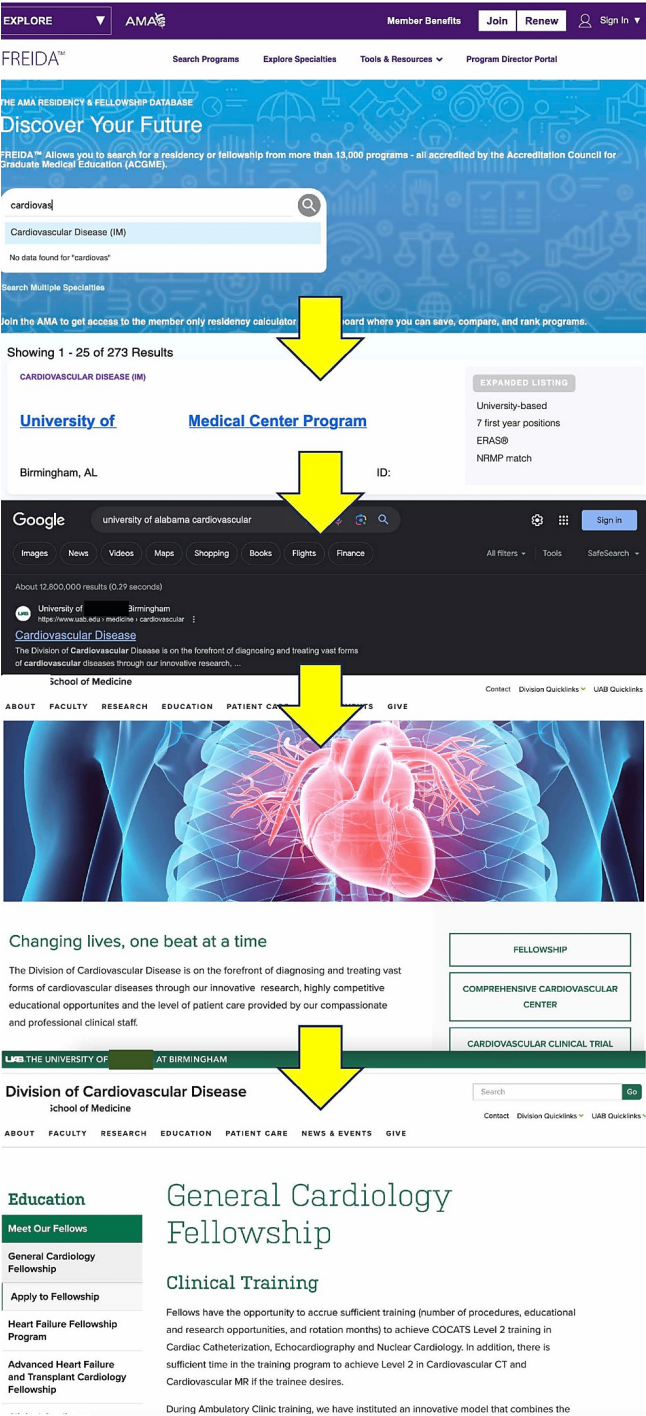 EXPLORE ▼ AMA Member Benefits Join Renew Sign In ▼
FREIDA™ Search Programs Explore Specialties Tools & Resources Program Director Portal
THE AMA RESIDENCY & FELLOWSHIP DATABASE
Discover Your Future
FREIDA™ Allows you to search for a residency or fellowship from more than 13,000 programs - all accredited by the Accreditation Council for
Graduate Medical Education (ACGME).
cardiovas
Cardiovascular Disease (IM)
No data found for "cardiovas"
Search Multiple Specialties
Join the AMA to get access to the member only residency calculator board where you can save, compare, and rank programs.
Showing 1 - 25 of 273 Results
CARDIOVASCULAR DISEASE (IM)
EXPANDED LISTING
University-based
University of Medical Center Program
7 first year positions
ERAS®
NRMP match
Birmingham, AL ID:
Google university of alabama cardiovascular Sign in
Images News Videos Maps Shopping Books Flights Finance All filters Tools SafeSearch
About 12,800,000 results (0.29 seconds)
UAB University of Birmingham
https://www.uab.edu › medicine › cardiovascular
Cardiovascular Disease
The Division of Cardiovascular Disease is on the forefront of diagnosing and treating vast forms
of cardiovascular diseases through our innovative research, ...
School of Medicine
Contact Division Quicklinks UAB Quicklinks
ABOUT FACULTY RESEARCH EDUCATION PATIENT CA NTS GIVE
Changing lives, one beat at a time
The Division of Cardiovascular Disease is on the forefront of diagnosing and treating vast
forms of cardiovascular diseases through our innovative research, highly competitive
educational opportunites and the level of patient care provided by our compassionate
and professional clinical staff.
FELLOWSHIP
COMPREHENSIVE CARDIOVASCULAR
CENTER
CARDIOVASCULAR CLINICAL TRIAL
UAB THE UNIVERSITY OF AT BIRMINGHAM
Division of Cardiovascular Disease
School of Medicine
Search Go
Contact Division Quicklinks UAB Quicklinks
ABOUT FACULTY RESEARCH EDUCATION PATIENT CARE NEWS & EVENTS GIVE
Education
Meet Our Fellows
General Cardiology
Fellowship
Apply to Fellowship
Heart Failure Fellowship
Program
Advanced Heart Failure
and Transplant Cardiology
Fellowship
General Cardiology
Fellowship
Clinical Training
Fellows have the opportunity to accrue sufficient training (number of procedures, educational
and research opportunities, and rotation months) to achieve COCATS Level 2 training in
Cardiac Catheterization, Echocardiography and Nuclear Cardiology. In addition, there is
sufficient time in the training program to achieve Level 2 in Cardiovascular CT and
Cardiovascular MR if the trainee desires.
During Ambulatory Clinic training, we have instituted an innovative model that combines the